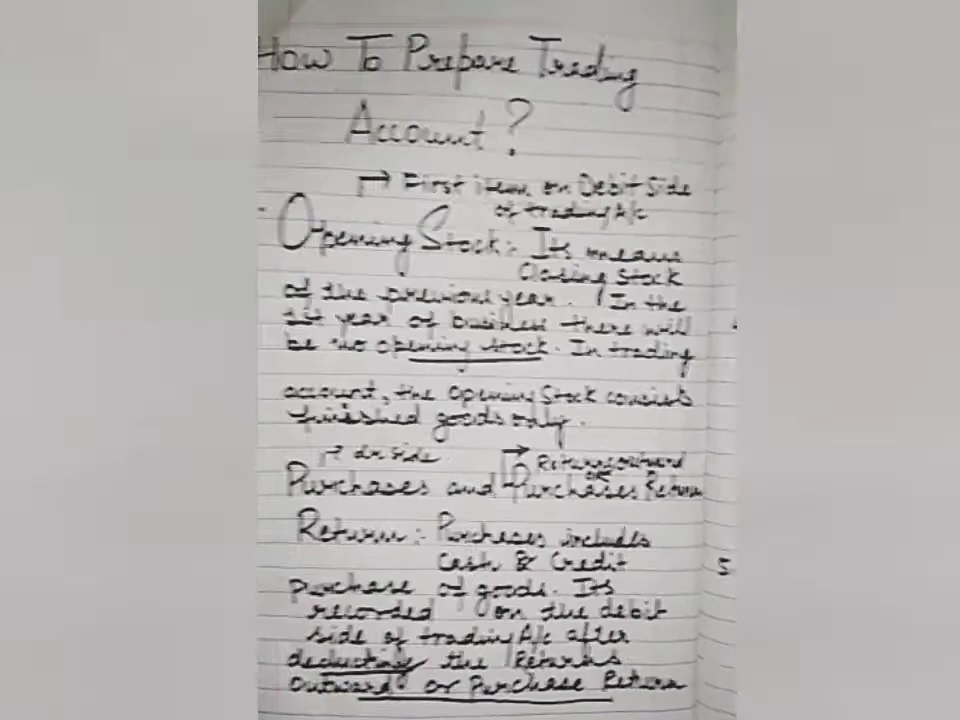 How To Prepare Trading
Account?
→ First item on Debit Side
of trading A/c
Opening Stock:- Its means
Closing Stock
of the previous year. In the
1st year of business there will
be no opening stock. In trading
account, the opening Stock consists
finished goods only.
→ dr side. → Return outward
or
Purchases and Purchases Return
Return:- Purchases includes
Cash & Credit
5
purchase of goods. Its
recorded on the debit
side of trading A/c after
deducting the Returns
Outward or Purchase Return